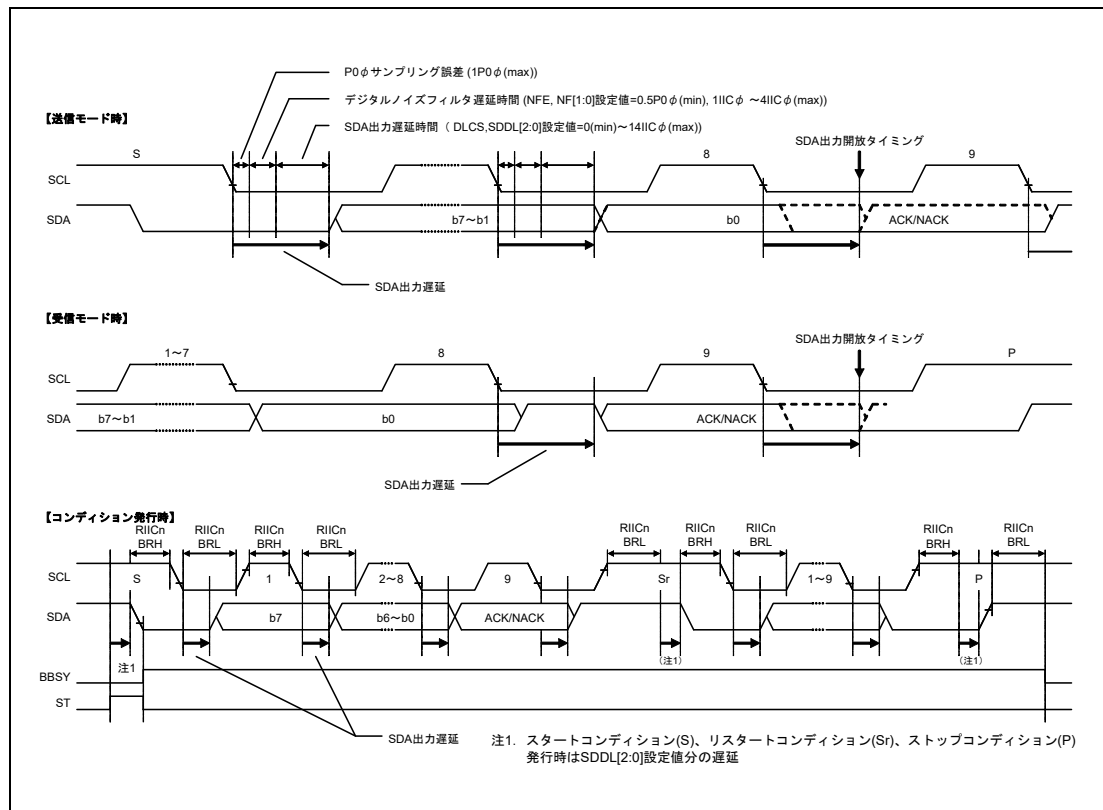 P0φサンプリング誤差 (1P0φ(max))
デジタルノイズフィルタ遅延時間 (NFE, NF[1:0]設定値=0.5P0φ(min), 1IICφ ～4IICφ(max))
SDA出力遅延時間（ DLCS,SDDL[2:0]設定値=0(min)～14IICφ(max)）
【送信モード時】
SDA出力開放タイミング
S
8
9
SCL
SDA
b7～b1
b0
ACK/NACK
SDA出力遅延
【受信モード時】
SDA出力開放タイミング
1～7
8
9
P
SCL
SDA
b7～b1
b0
ACK/NACK
SDA出力遅延
【コンディション発行時】
RIICn BRH
RIICn BRL
RIICn BRH
RIICn BRL
RIICn BRL
RIICn BRH
RIICn BRL
RIICn BRH
RIICn BRL
SCL
S
1
2～8
9
Sr
1～9
P
SDA
b7
b6～b0
ACK/NACK
注1
（注1）
（注1）
BBSY
ST
SDA出力遅延
注1. スタートコンディション(S)、リスタートコンディション(Sr)、ストップコンディション(P)
発行時はSDDL[2:0]設定値分の遅延